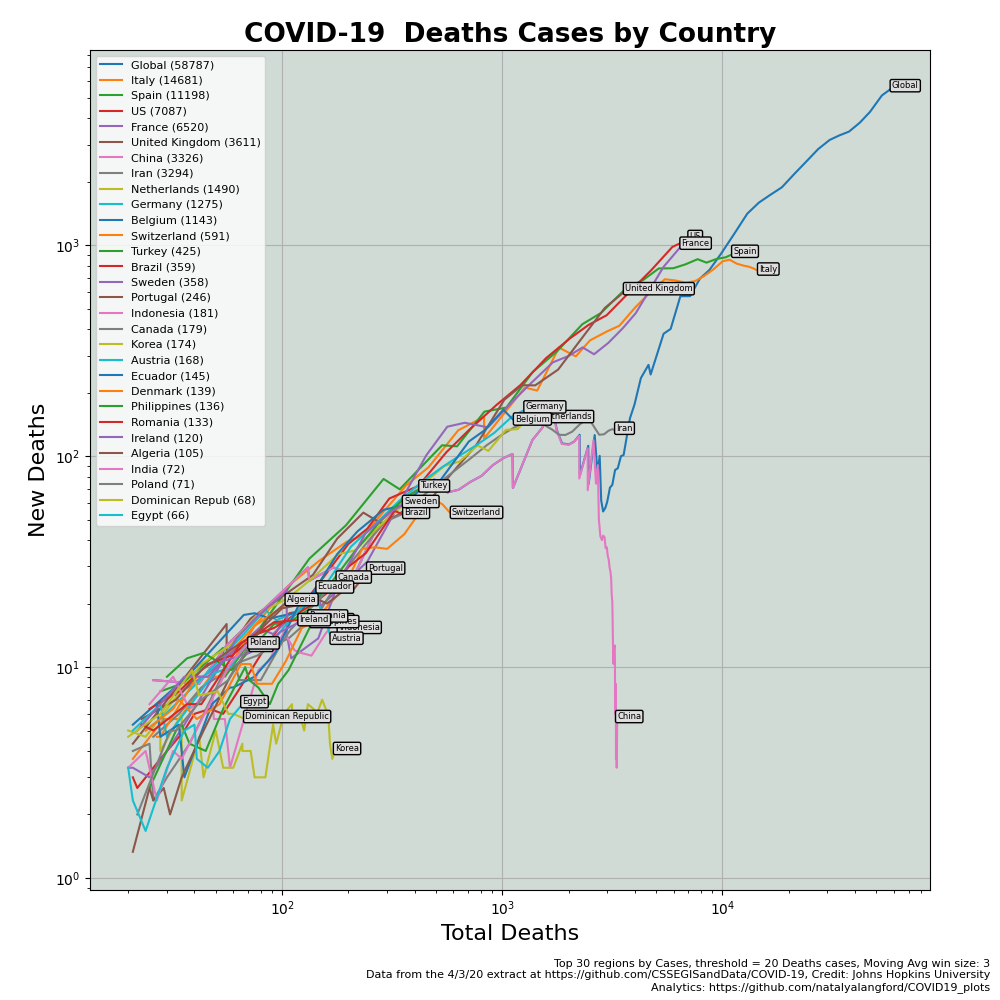 COVID-19  Deaths Cases by Country
Global (58787)
Italy (14681)
Spain (11198)
US (7087)
France (6520)
United Kingdom (3611)
China (3326)
Iran (3294)
Netherlands (1490)
Germany (1275)
Belgium (1143)
Switzerland (591)
Turkey (425)
Brazil (359)
Sweden (358)
Portugal (246)
Indonesia (181)
Canada (179)
Korea (174)
Austria (168)
Ecuador (145)
Denmark (139)
Philippines (136)
Romania (133)
Ireland (120)
Algeria (105)
India (72)
Poland (71)
Dominican Repub (68)
Egypt (66)
Global
France
Spain
Italy
United Kingdom
Germany
Belgium
Iran
Turkey
Sweden
Brazil
Switzerland
Portugal
Canada
Ecuador
Algeria
Ireland
Austria
Poland
Egypt
Dominican Republic
China
Korea
New Deaths
10³
10²
10¹
10⁰
10²
10³
10⁴
Total Deaths
Top 30 regions by Cases, threshold = 20 Deaths cases, Moving Avg win size: 3
Data from the 4/3/20 extract at https://github.com/CSSEGISandData/COVID-19, Credit: Johns Hopkins University
Analytics: https://github.com/natalyalangford/COVID19_plots